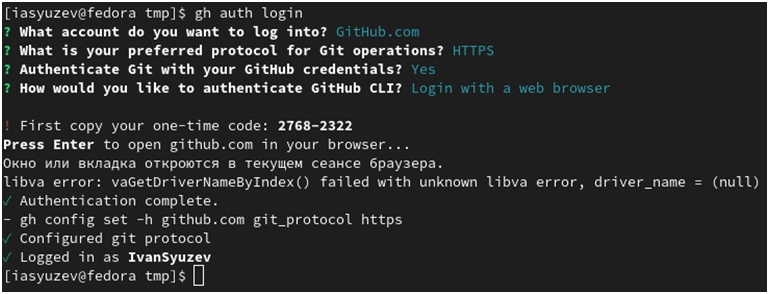 [iasyuzev@fedora tmp]$ gh auth login
? What account do you want to log into? GitHub.com
? What is your preferred protocol for Git operations? HTTPS
? Authenticate Git with your GitHub credentials? Yes
? How would you like to authenticate GitHub CLI? Login with a web browser
! First copy your one-time code: 2768-2322
Press Enter to open github.com in your browser...
Окно или вкладка откроются в текущем сеансе браузера.
libva error: vaGetDriverNameByIndex() failed with unknown libva error, driver_name = (null)
✓ Authentication complete.
- gh config set -h github.com git_protocol https
✓ Configured git protocol
✓ Logged in as IvanSyuzev
[iasyuzev@fedora tmp]$